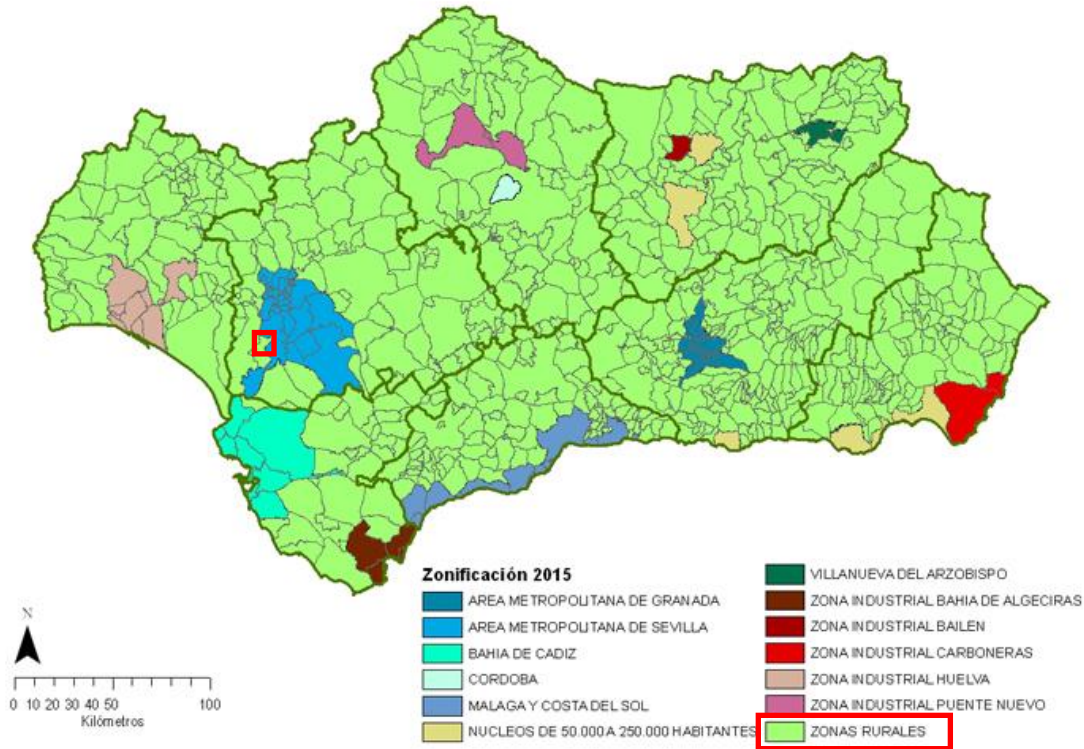 Zonificación 2015
AREA METROPOLITANA DE GRANADA
AREA METROPOLITANA DE SEVILLA
BAHIA DE CADIZ
CORDOBA
MALAGA Y COSTA DEL SOL
NUCLEOS DE 50.000 A 250.000 HABITANTES
VILLANUEVA DEL ARZOBISPO
ZONA INDUSTRIAL BAHIA DE ALGECIRAS
ZONA INDUSTRIAL BAILEN
ZONA INDUSTRIAL CARBONERAS
ZONA INDUSTRIAL HUELVA
ZONA INDUSTRIAL PUENTE NUEVO
ZONAS RURALES
N
0 10 20 30 40 50 100
Kilómetros